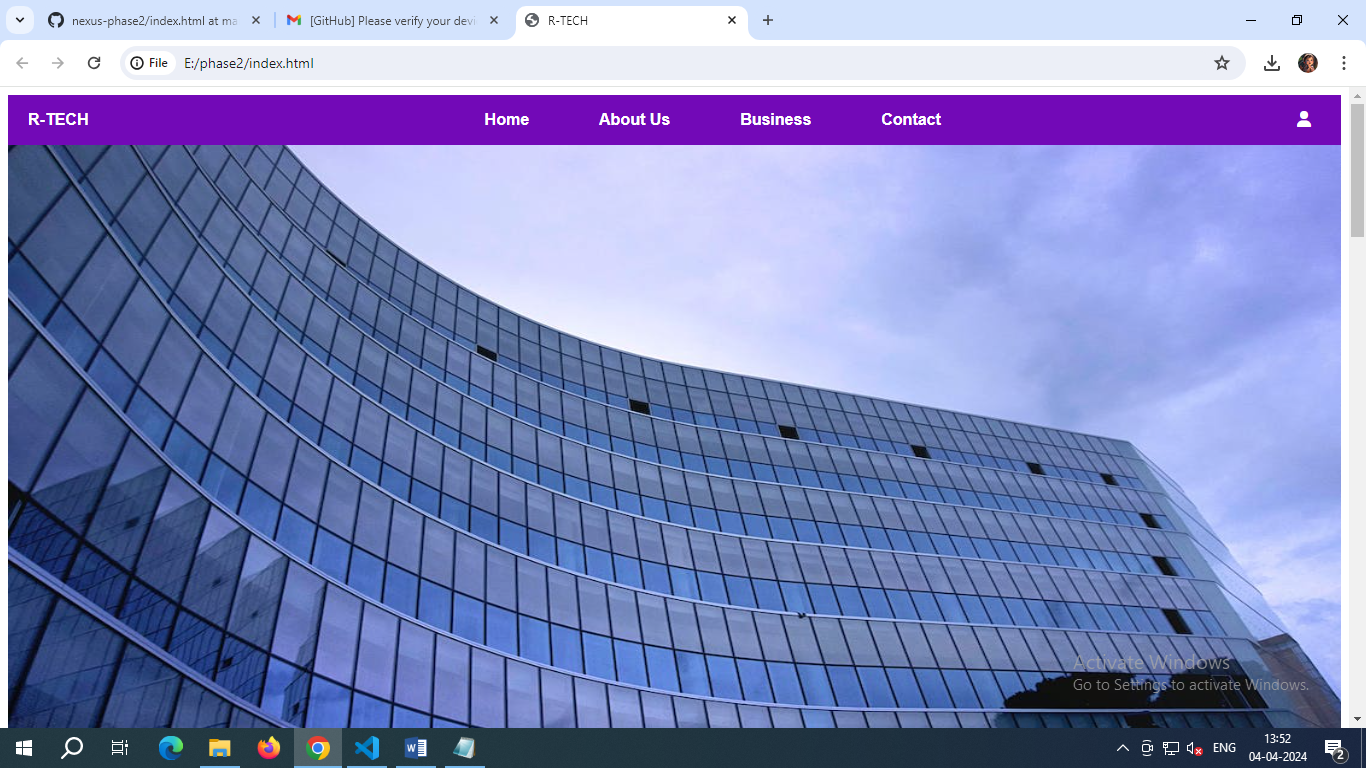 nexus-phase2/index.html at ma
[GitHub] Please verify your devi
R-TECH
File
E:/phase2/index.html
R-TECH
Home
About Us
Business
Contact
Activate Windows
Go to Settings to activate Windows.
ENG
13:52
04-04-2024
2